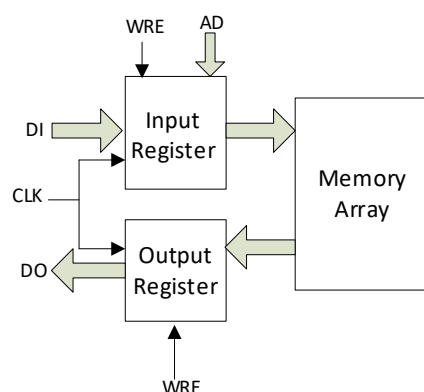 WRE
AD
DI
Input
Register
CLK
Memory
Array
DO
Output
Register
WRE